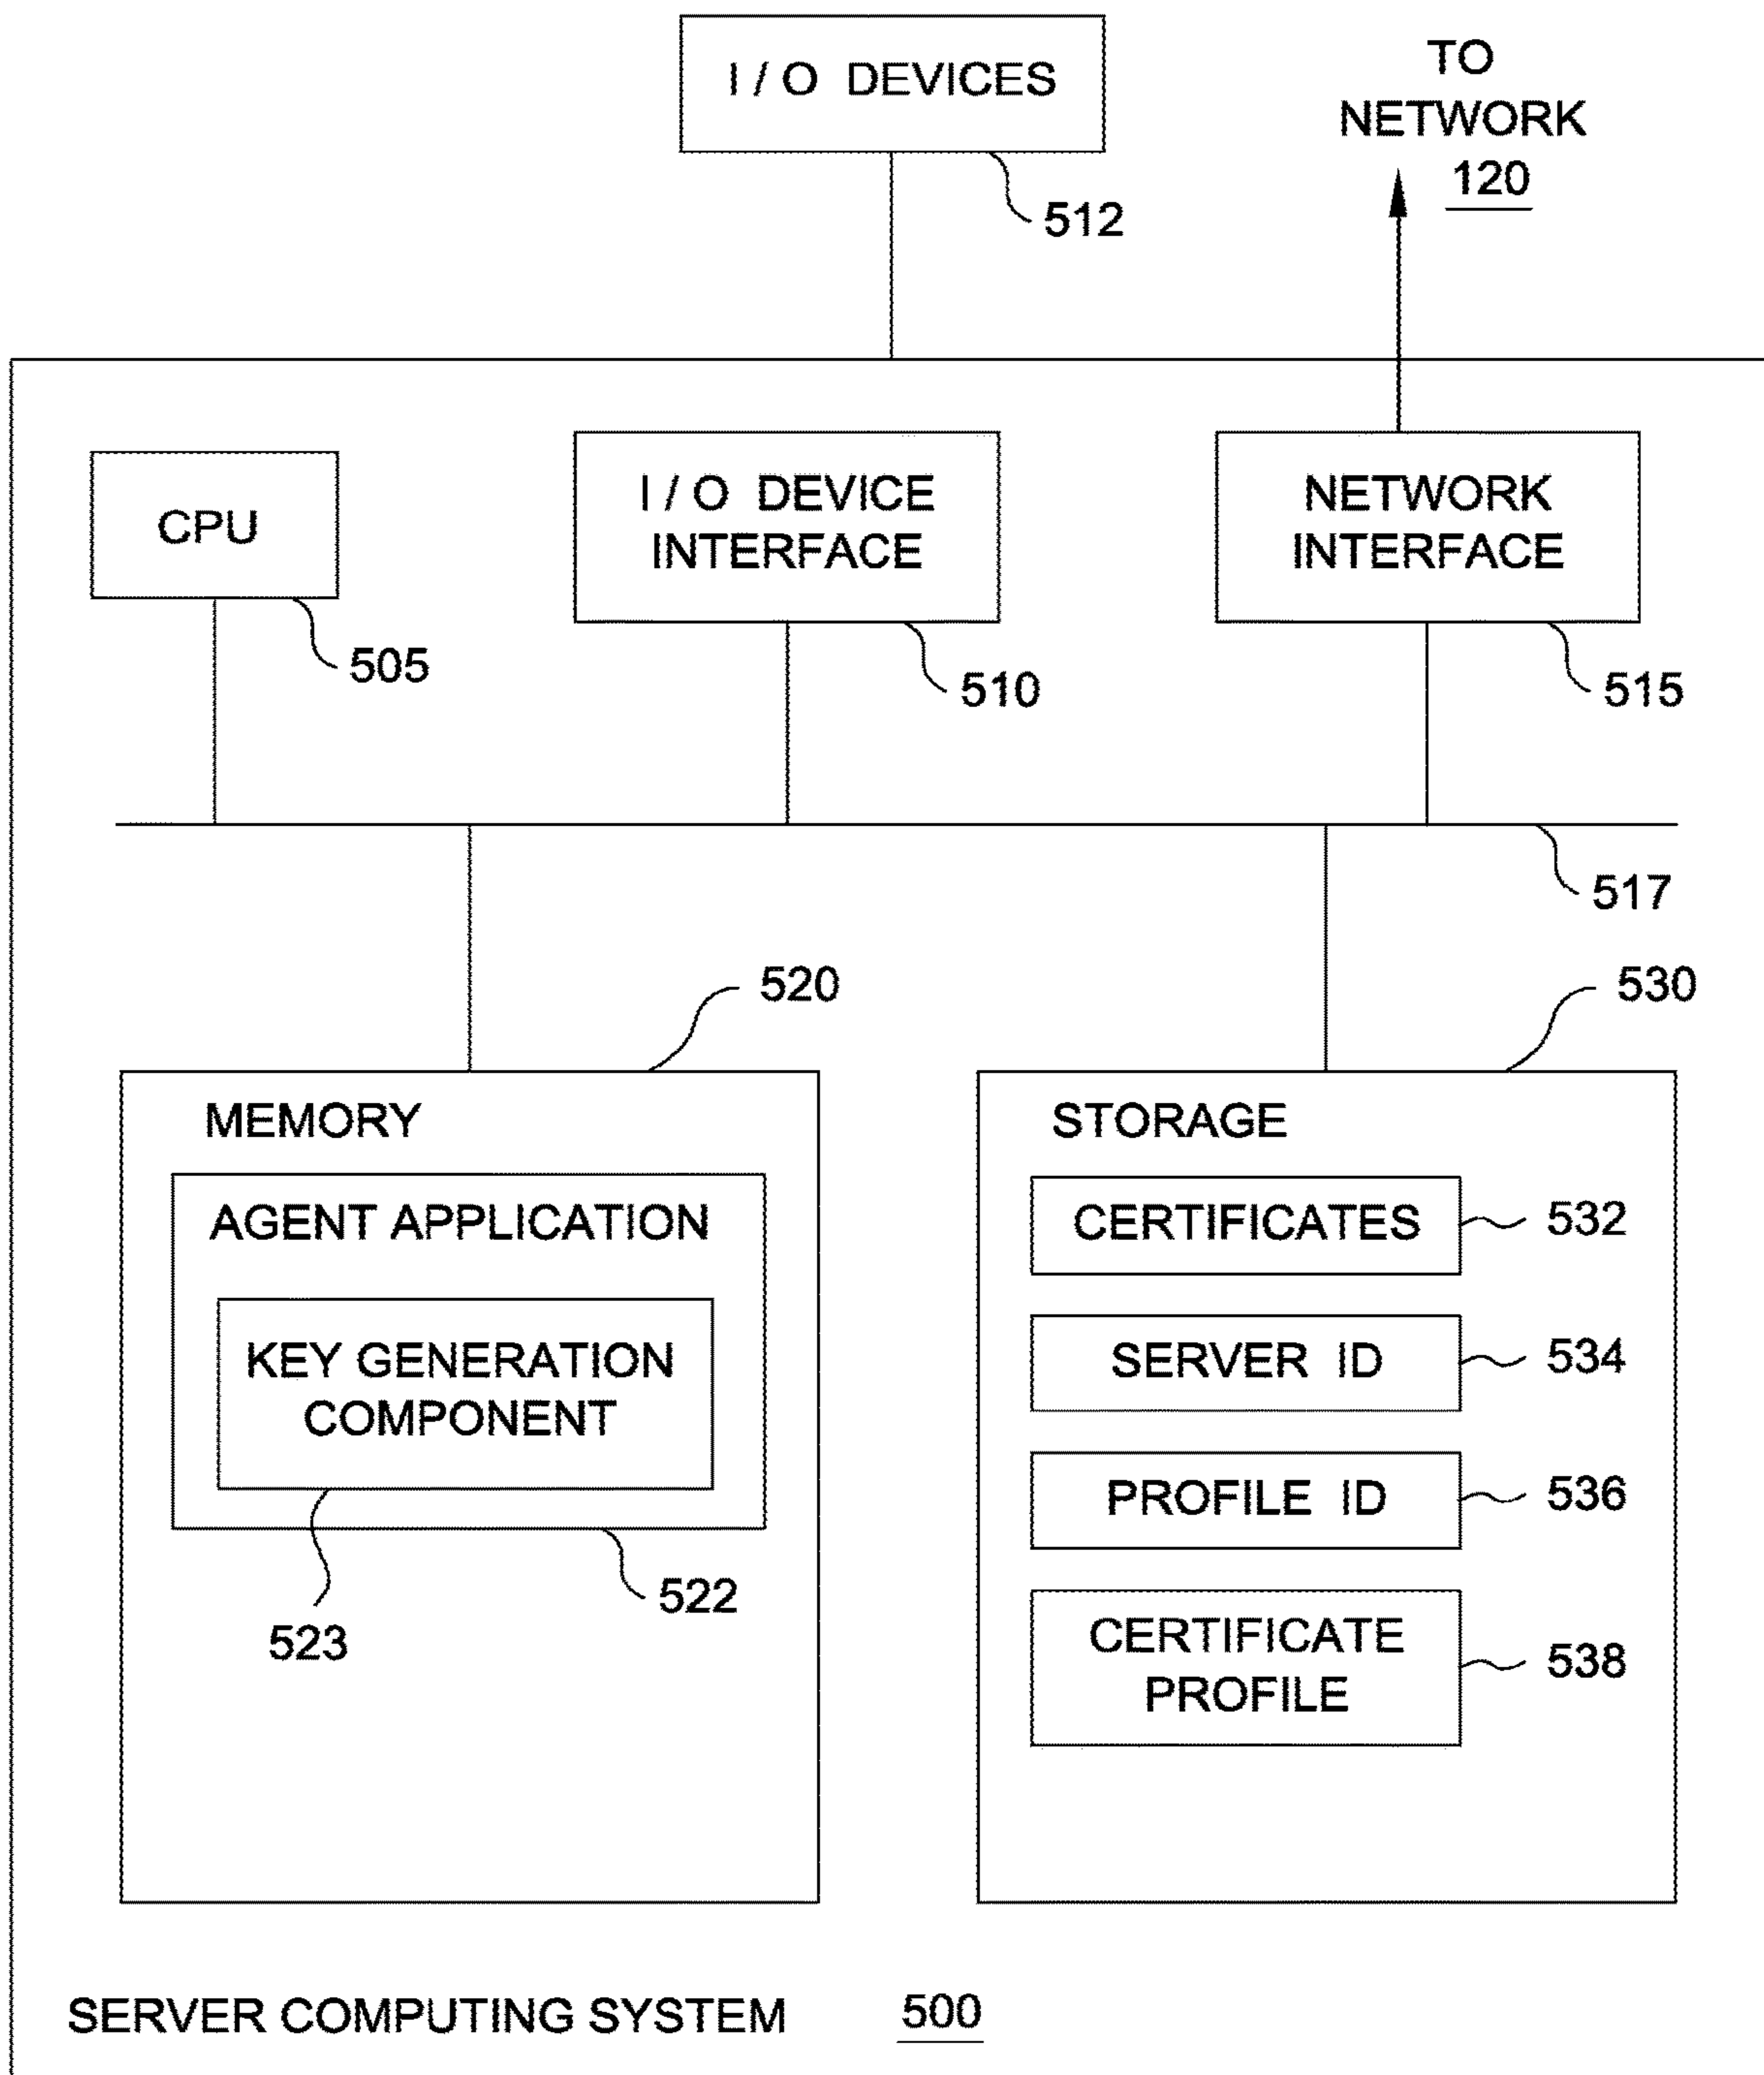 I / O DEVICES
512
TO
NETWORK
120
CPU
505
I / O DEVICE
INTERFACE
510
NETWORK
INTERFACE
515
517
520
MEMORY
AGENT APPLICATION
KEY GENERATION
COMPONENT
522
523
530
STORAGE
CERTIFICATES
532
SERVER ID
534
PROFILE ID
536
CERTIFICATE
PROFILE
538
SERVER COMPUTING SYSTEM 500